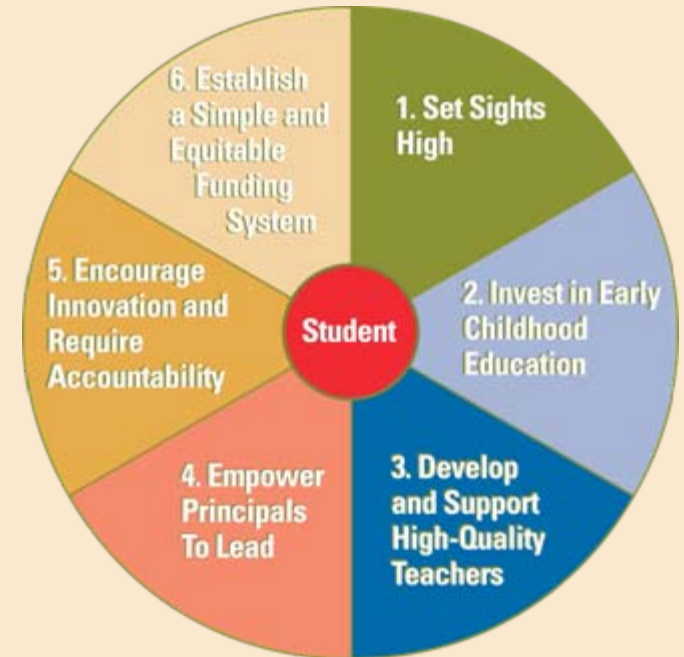 6. Establish
a Simple and
Equitable
Funding
System
1. Set Sights
High
5. Encourage
Innovation and
Require
Accountability
Student
2. Invest in Early
Childhood
Education
4. Empower
Principals
To Lead
3. Develop
and Support
High-Quality
Teachers